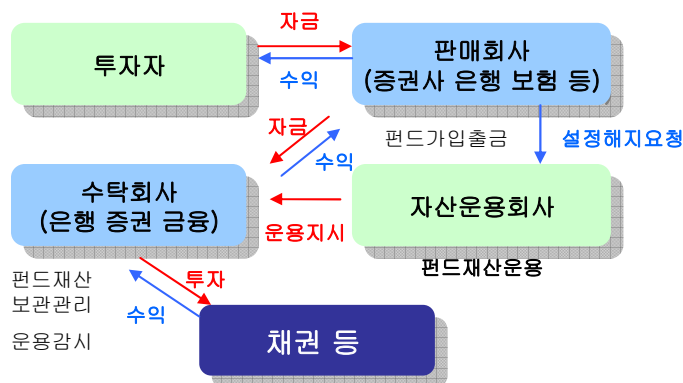 자금
투자자
판매회사
(증권사 은행 보험 등)
수익
자금
펀드가입출금
설정해지요청
수익
수탁회사
(은행 증권 금융)
자산운용회사
운용지시
펀드재산운용
펀드재산
보관관리
투자
수익
운용감시
채권 등